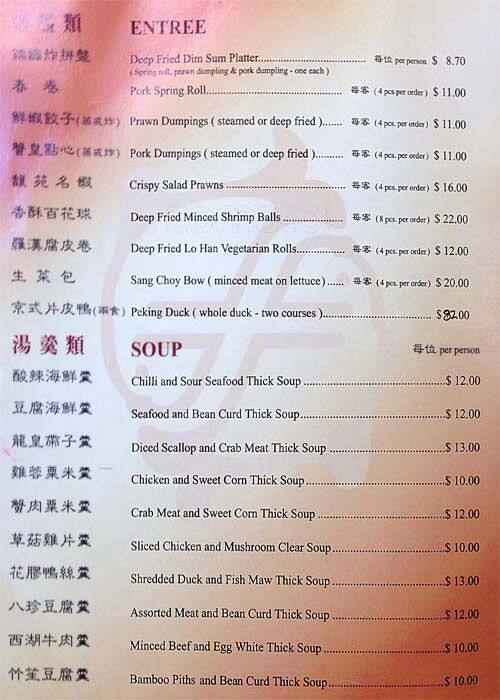 類 ENTREE
錦繡炸拼盤 Deep Fried Dim Sum Platter 每位 per person $ 8.70
( Spring roll, prawn dumpling & pork dumpling - one each )
春 卷 Pork Spring Roll 每客 ( 4 pcs.per order ) $ 11.00
鮮蝦餃子(蒸或炸) Prawn Dumpings ( steamed or deep fried ) 每客 ( 4 pcs. per order ) $ 11.00
蟹皇點心(蒸或炸) Pork Dumpings ( steamed or deep fried ) 每客 ( 4 pcs. per order ) $ 11.00
馥苑名蝦 Crispy Salad Prawns 每客 ( 4 pcs. per order ) $ 16.00
香酥百花球 Deep Fried Minced Shrimp Balls 每客 ( 8 pcs. per order ) $ 22.00
羅漢腐皮卷 Deep Fried Lo Han Vegetarian Rolls 每客 ( 4 pcs. per order ) $ 12.00
生 菜 包 Sang Choy Bow ( minced meat on lettuce ) 每客 ( 4 pcs. per order ) $ 20.00
京式片皮鴨(兩食) Peking Duck ( whole duck - two courses ) $82.00
湯羹類 SOUP 每位 per person
酸辣海鮮羹 Chilli and Sour Seafood Thick Soup $ 12.00
豆腐海鮮羹 Seafood and Bean Curd Thick Soup $ 12.00
龍皇帶子羹 Diced Scallop and Crab Meat Thick Soup $ 13.00
雞蓉粟米羹 Chicken and Sweet Corn Thick Soup $ 10.00
蟹肉粟米羹 Crab Meat and Sweet Corn Thick Soup $ 12.00
草菇雞片羹 Sliced Chicken and Mushroom Clear Soup $ 10.00
花膠鴨絲羹 Shredded Duck and Fish Maw Thick Soup $ 13.00
八珍豆腐羹 Assorted Meat and Bean Curd Thick Soup $ 12.00
西湖牛肉羹 Minced Beef and Egg White Thick Soup $ 10.00
竹笙豆腐羹 Bamboo Piths and Bean Curd Thick Soup $ 10.00